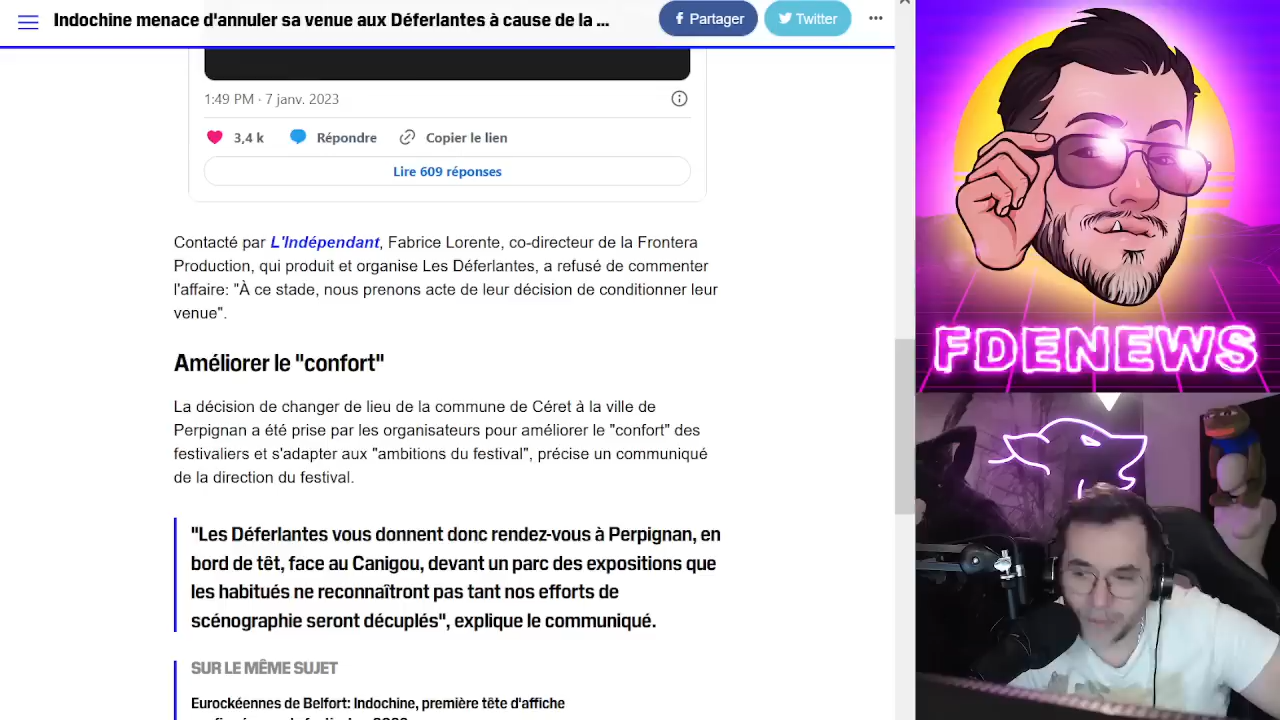 Indochine menace d'annuler sa venue aux Déferlantes à cause de la ...
Partager
Twitter
1:49 PM · 7 janv. 2023
3,4 k
Répondre
Copier le lien
Lire 609 réponses
Contacté par L'Indépendant, Fabrice Lorente, co-directeur de la Frontera
Production, qui produit et organise Les Déferlantes, a refusé de commenter
l'affaire: "À ce stade, nous prenons acte de leur décision de conditionner leur
venue".
Améliorer le "confort"
La décision de changer de lieu de la commune de Céret à la ville de
Perpignan a été prise par les organisateurs pour améliorer le "confort" des
festivaliers et s'adapter aux "ambitions du festival", précise un communiqué
de la direction du festival.
"Les Déferlantes vous donnent donc rendez-vous à Perpignan, en
bord de têt, face au Canigou, devant un parc des expositions que
les habitués ne reconnaîtront pas tant nos efforts de
scénographie seront décuplés", explique le communiqué.
SUR LE MÊME SUJET
Eurockéennes de Belfort: Indochine, première tête d'affiche
FDENEWS